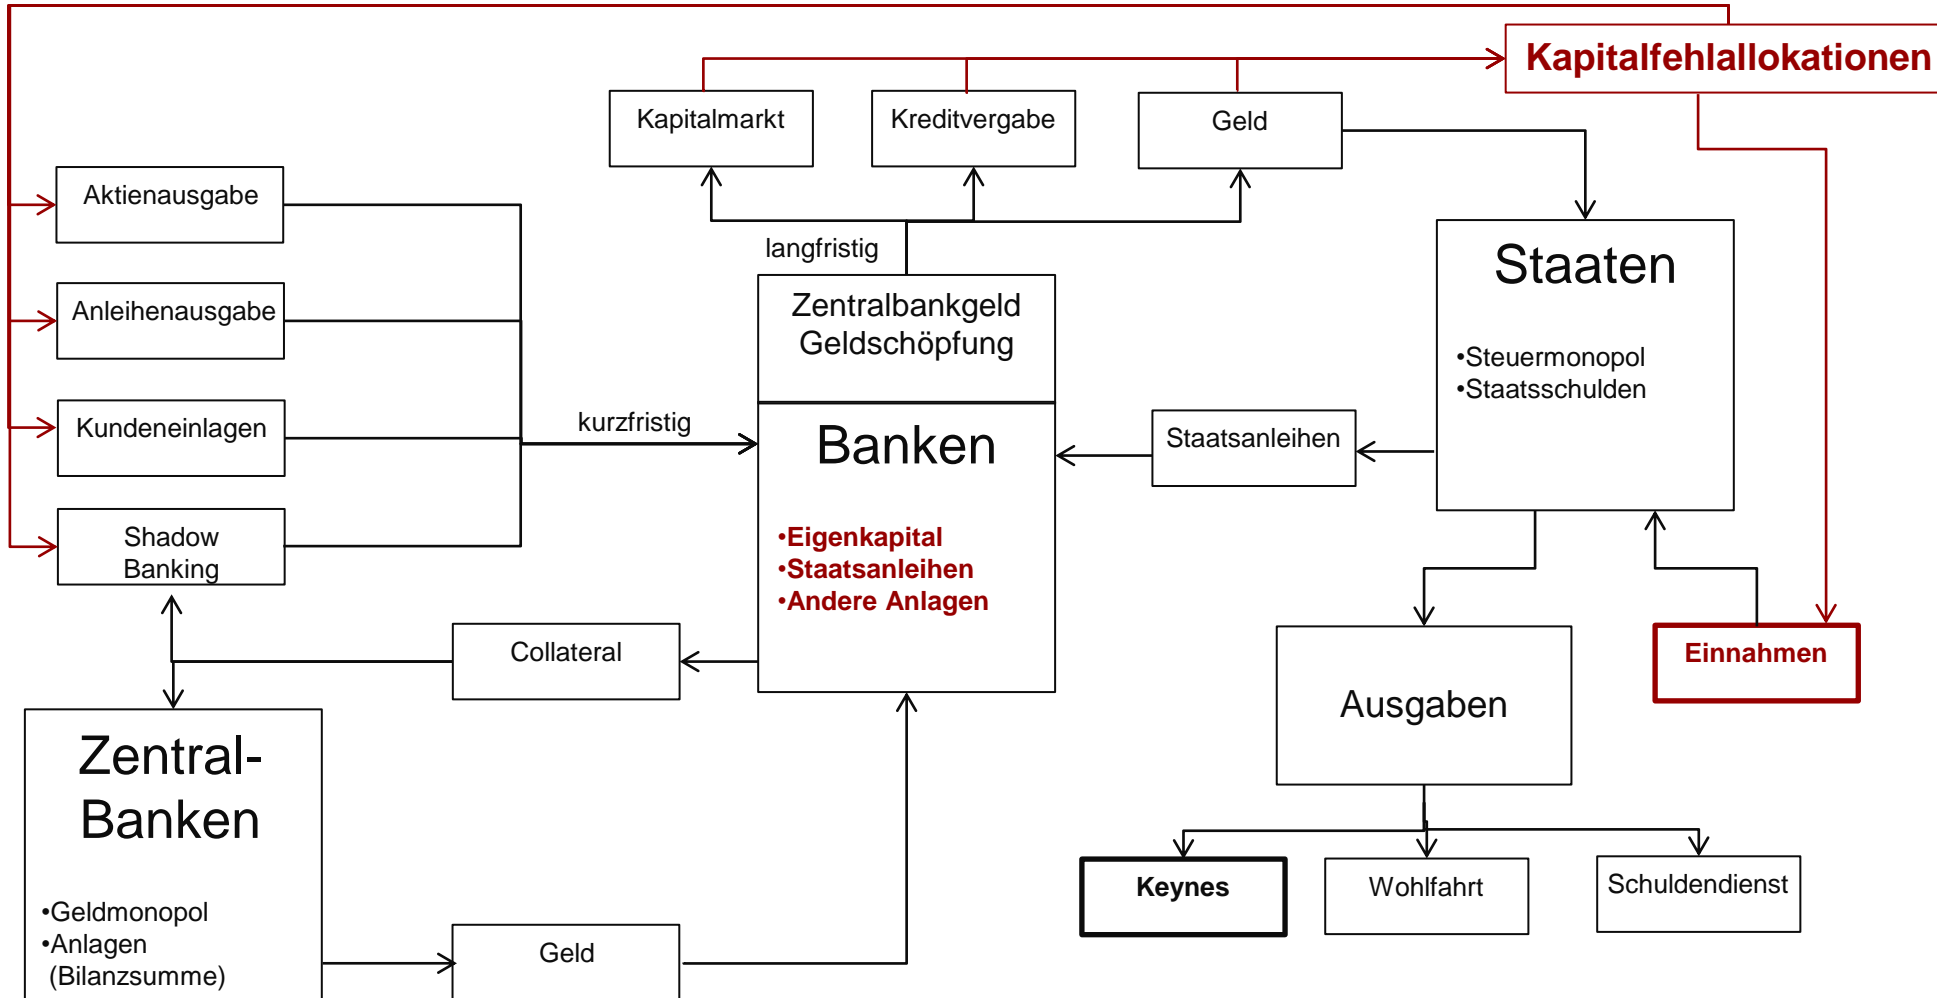 Kapitalfehlallokationen
Kapitalmarkt
Kreditvergabe
Geld
Aktienausgabe
Anleihenausgabe
Kundeneinlagen
Shadow
Banking
kurzfristig
langfristig
Zentralbankgeld
Geldschöpfung
Banken
•Eigenkapital
•Staatsanleihen
•Andere Anlagen
Staatsanleihen
Staaten
•Steuermonopol
•Staatsschulden
Collateral
Einnahmen
Ausgaben
Zentral-
Banken
•Geldmonopol
•Anlagen
(Bilanzsumme)
Geld
Keynes
Wohlfahrt
Schuldendienst